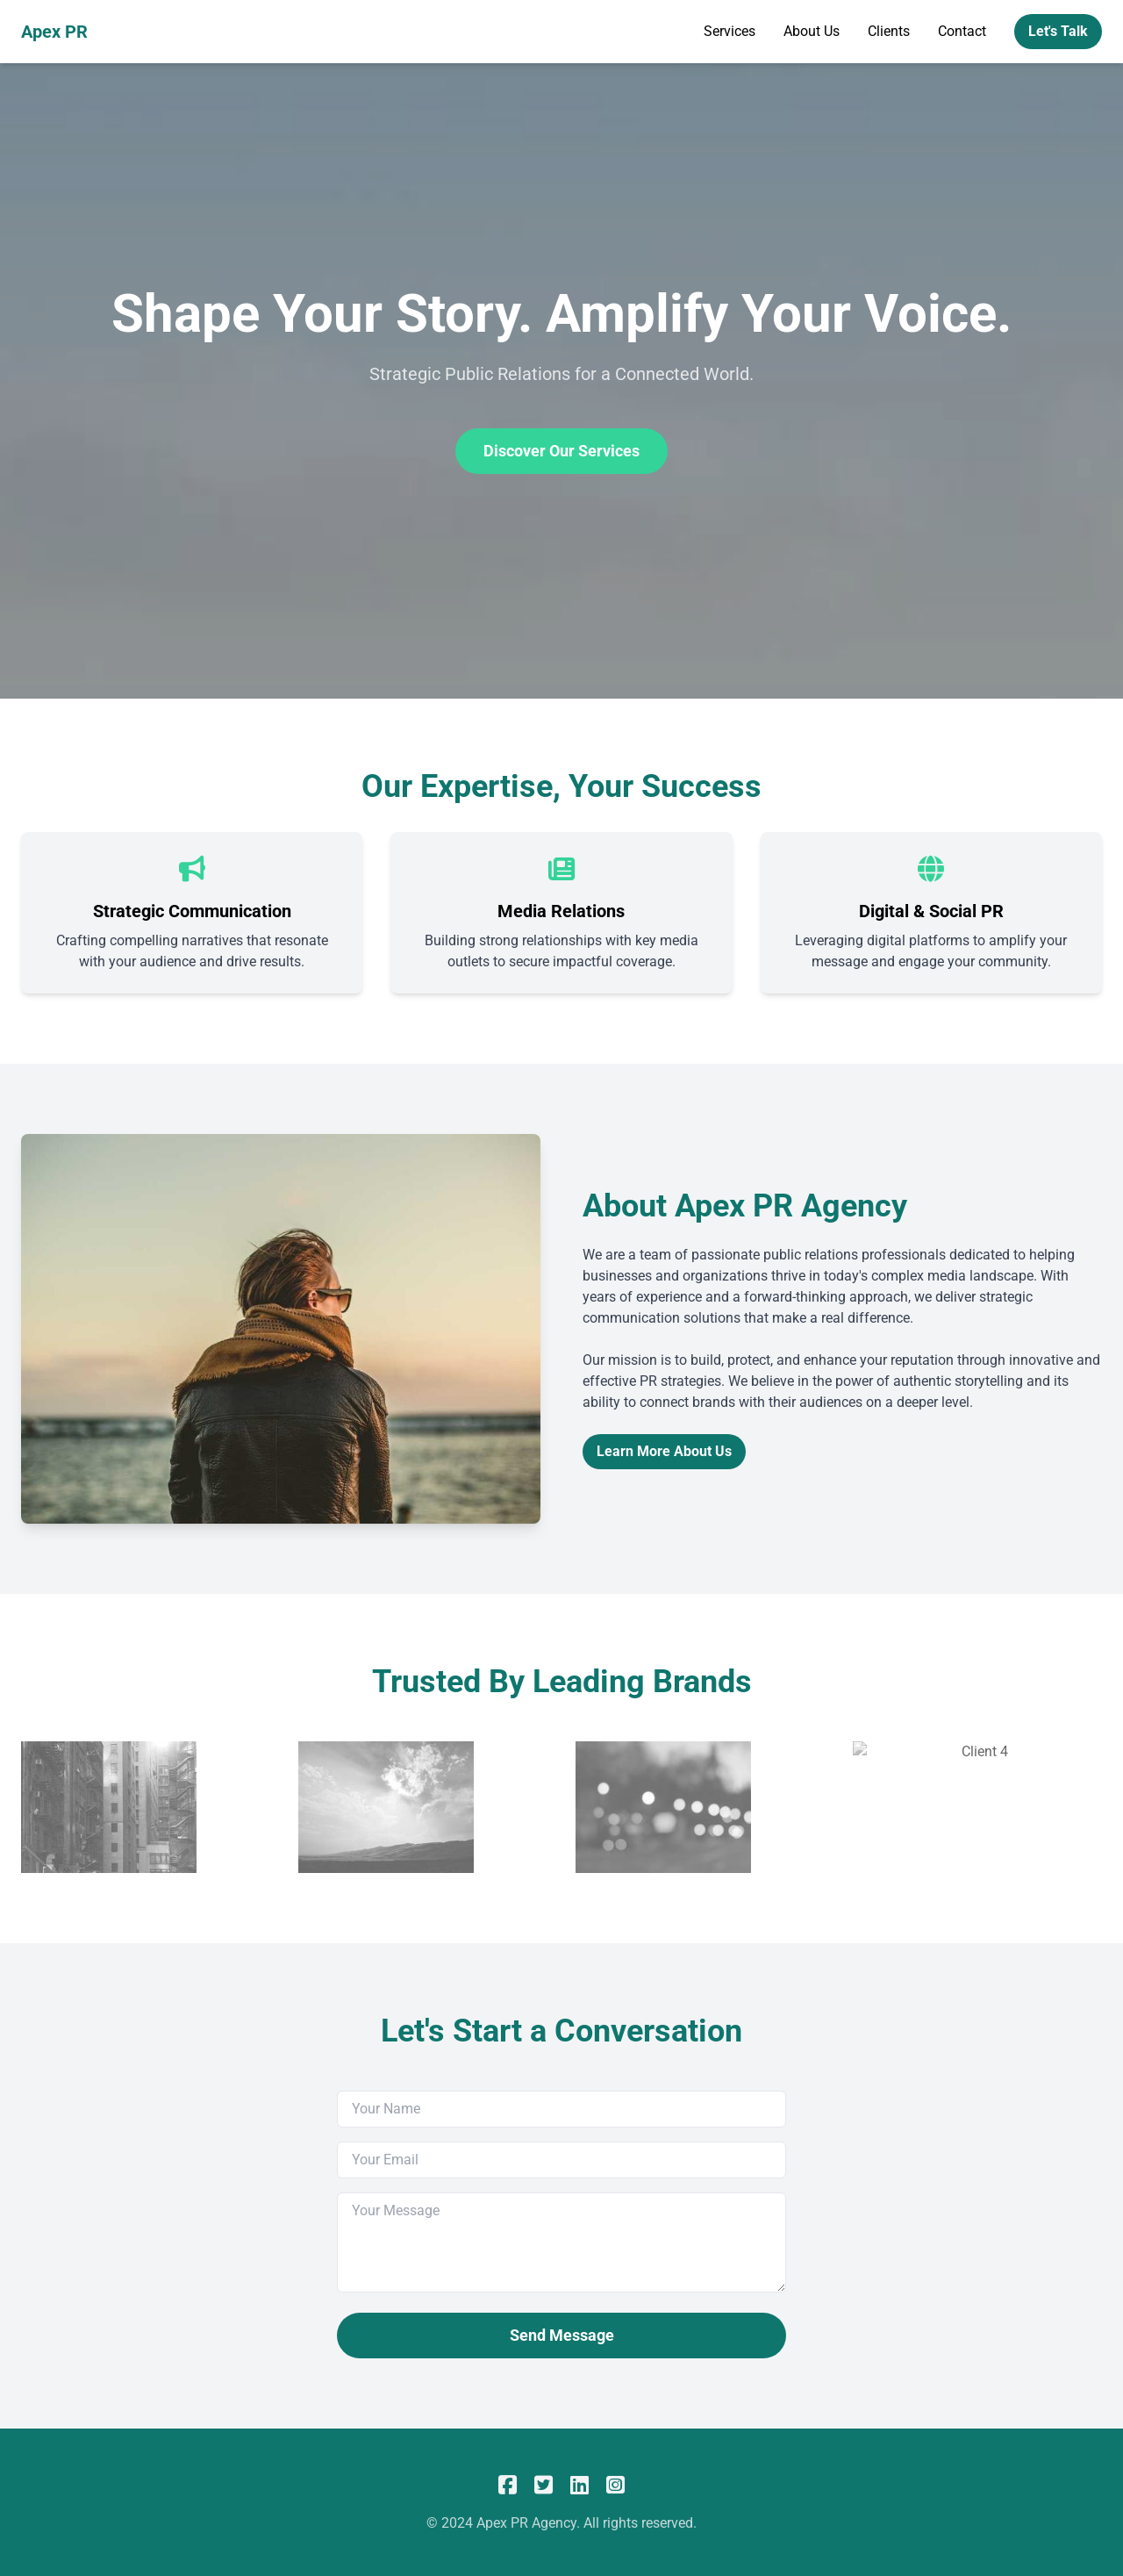 Apex PR
Services
About Us
Clients
Contact
Let's Talk
Shape Your Story. Amplify Your Voice.
Strategic Public Relations for a Connected World.
Discover Our Services
Our Expertise, Your Success
Strategic Communication
Crafting compelling narratives that resonate
with your audience and drive results.
Media Relations
Building strong relationships with key media
outlets to secure impactful coverage.
Digital & Social PR
Leveraging digital platforms to amplify your
message and engage your community.
About Apex PR Agency
We are a team of passionate public relations professionals dedicated to helping
businesses and organizations thrive in today's complex media landscape. With
years of experience and a forward-thinking approach, we deliver strategic
communication solutions that make a real difference.
Our mission is to build, protect, and enhance your reputation through innovative and
effective PR strategies. We believe in the power of authentic storytelling and its
ability to connect brands with their audiences on a deeper level.
Learn More About Us
Trusted By Leading Brands
Client 4
Let's Start a Conversation
Your Name
Your Email
Your Message
Send Message
© 2024 Apex PR Agency. All rights reserved.